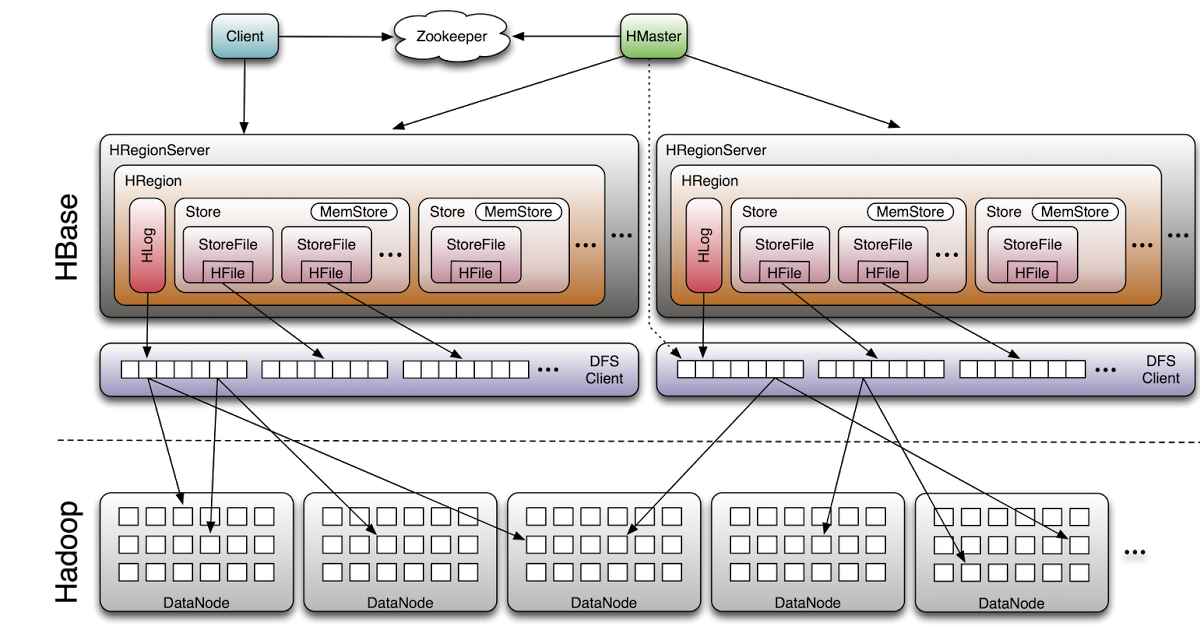 Client
Zookeeper
HMaster
HBase
HRegionServer
HRegion
HLog
Store
MemStore
StoreFile
HFile
StoreFile
HFile
...
Store
MemStore
StoreFile
HFile
...
...
HRegionServer
HRegion
HLog
Store
MemStore
StoreFile
HFile
StoreFile
HFile
...
Store
MemStore
StoreFile
HFile
...
...
...
DFS
Client
...
DFS
Client
Hadoop
DataNode
DataNode
DataNode
DataNode
DataNode
...